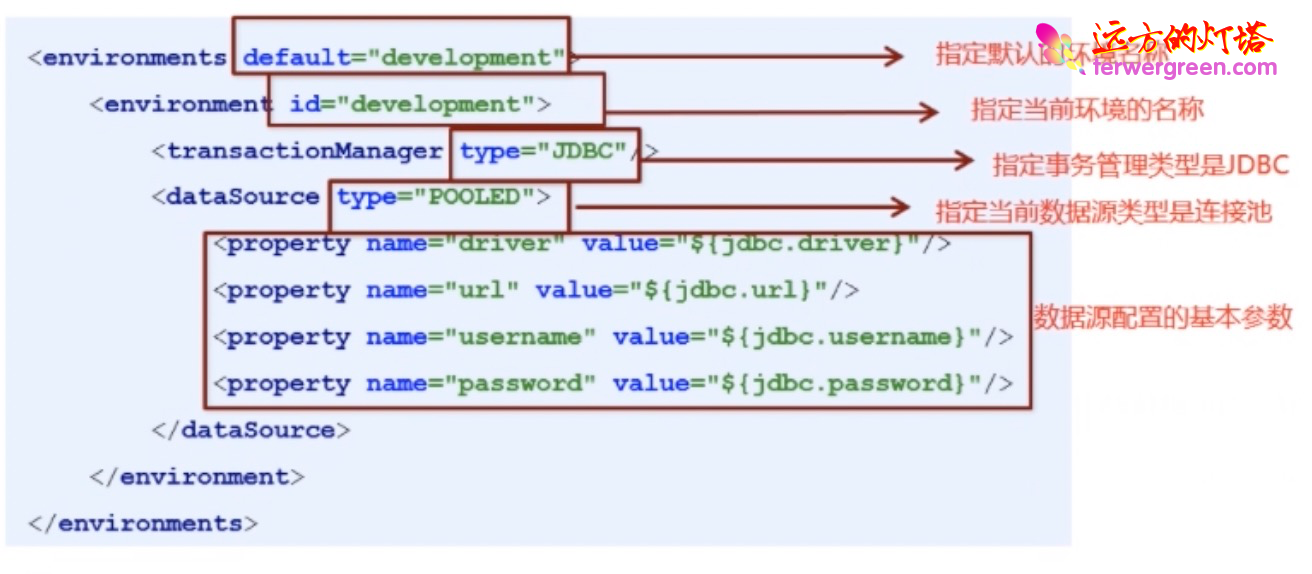 <environments default="development">
指定默认的环境名称
远方的灯塔
ferwergreen.com
<environment id="development">
指定当前环境的名称
<transactionManager type="JDBC"/>
指定事务管理类型是JDBC
<dataSource type="POOLED">
指定当前数据源类型是连接池
<property name="driver" value="${jdbc.driver}"/>
<property name="url" value="${jdbc.url}"/>
<property name="username" value="${jdbc.username}"/>
数据源配置的基本参数
<property name="password" value="${jdbc.password}"/>
</dataSource>
</environment>
</environments>